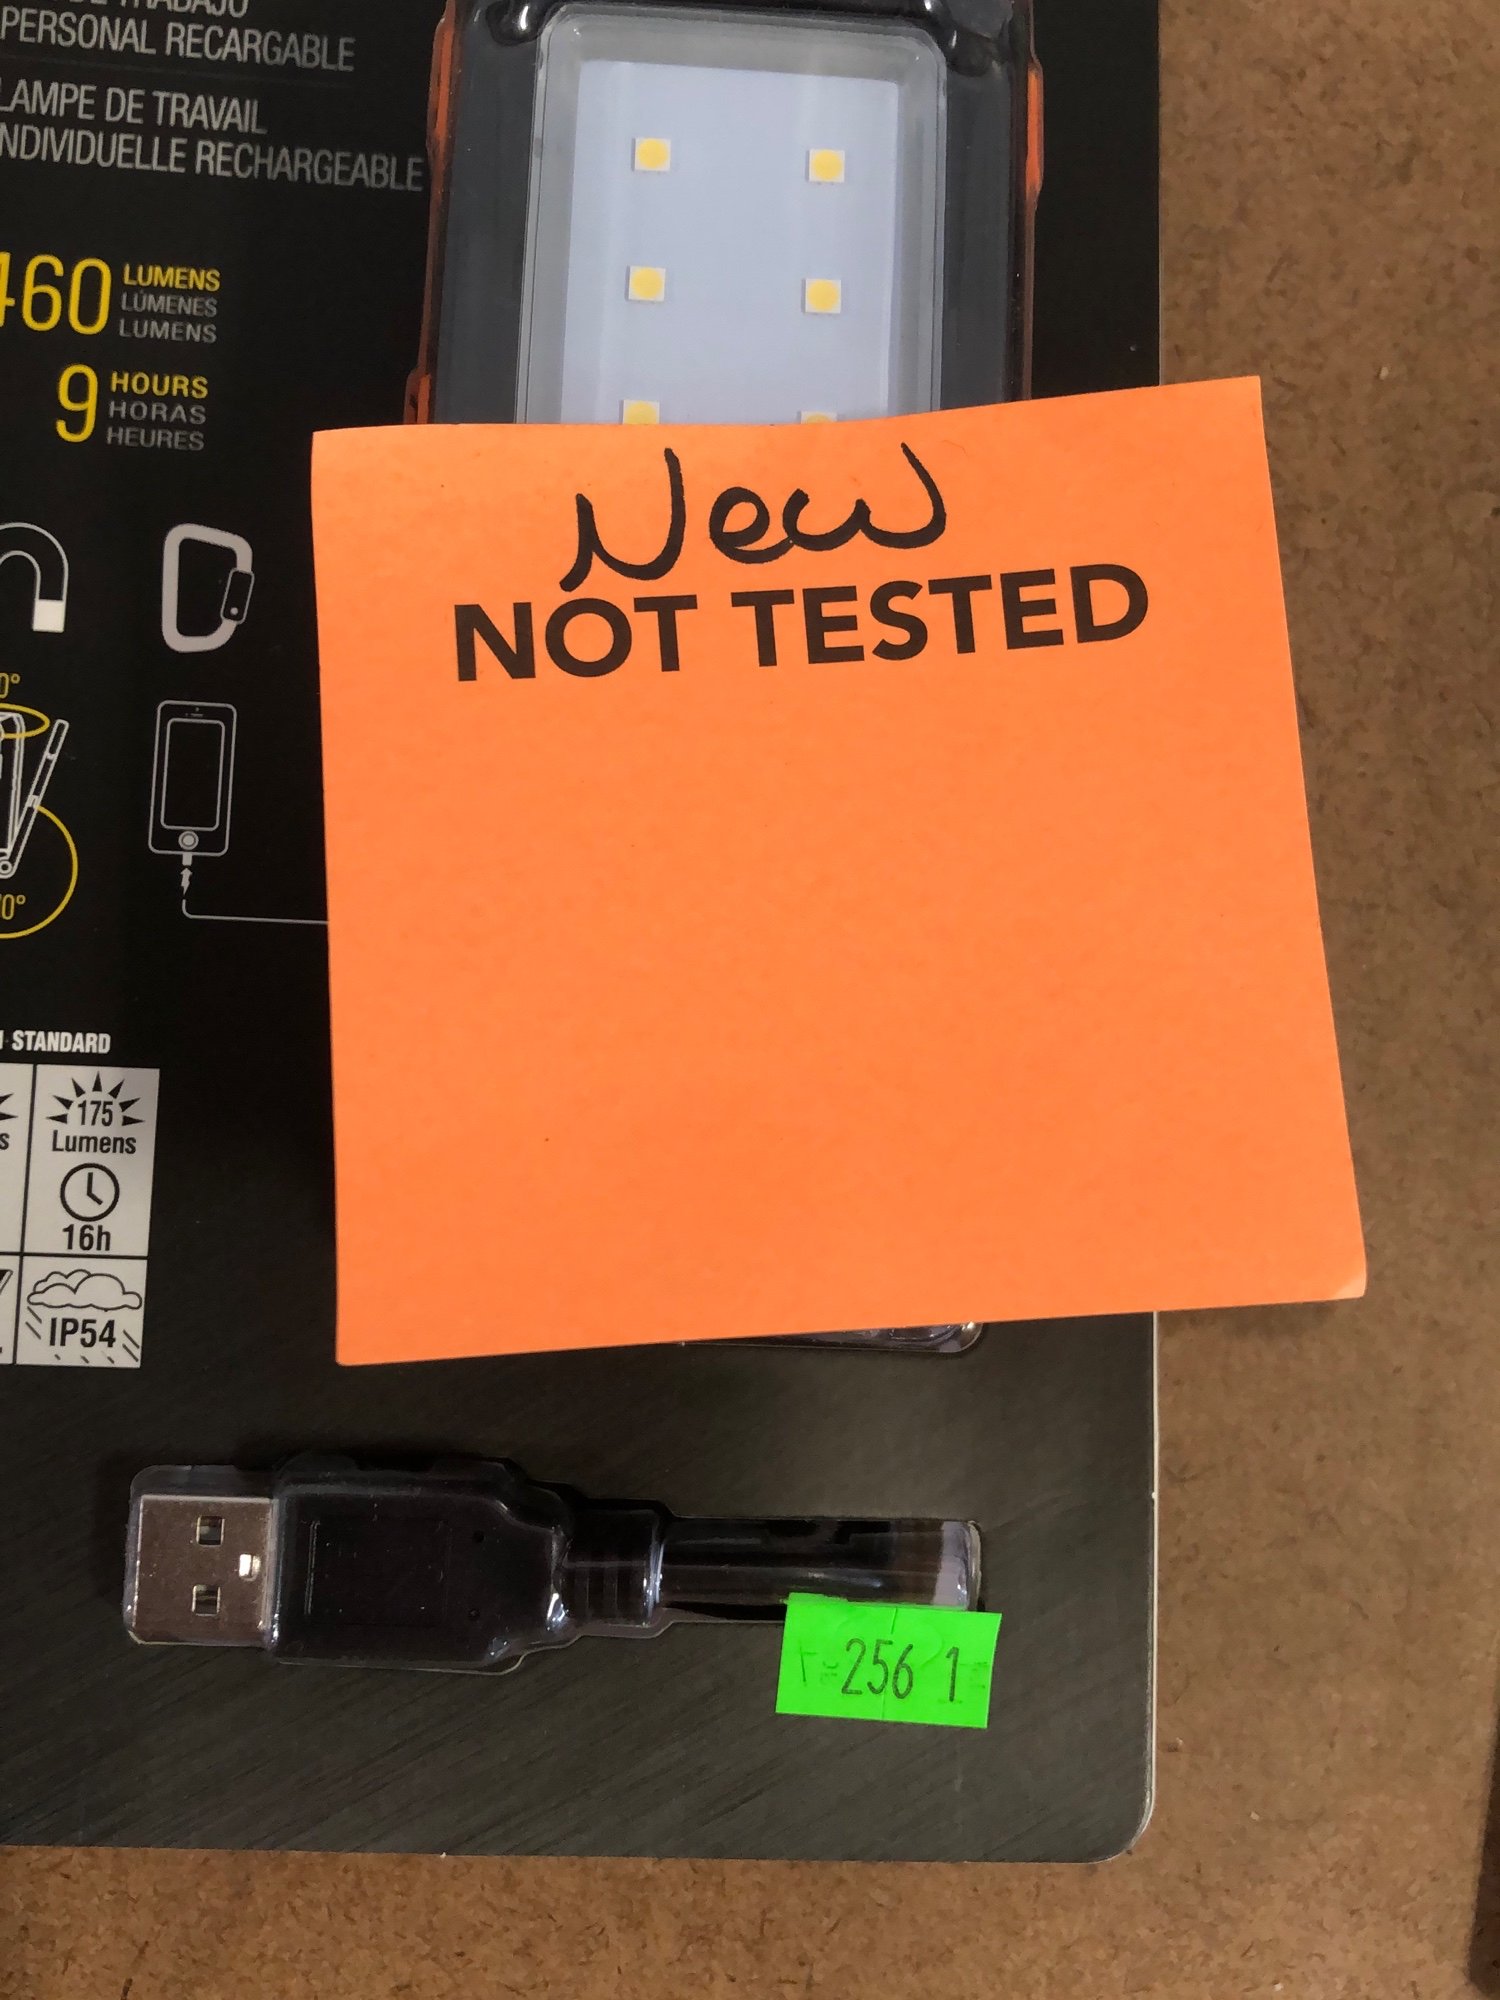 PERSONAL RECARGABLE
LAMPE DE TRAVAIL
INDIVIDUELLE RECHARGEABLE
460 LUMENS
LÚMENES
LUMENS
9 HOURS
HORAS
HEURES
New
NOT TESTED
STANDARD
175
Lumens
16h
IP54
256 1